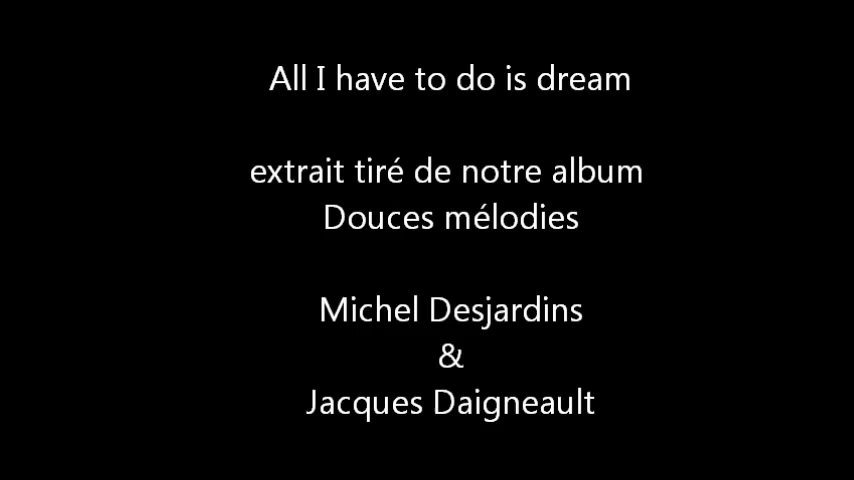 All I have to do is dream
extrait tiré de notre album
Douces mélodies
Michel Desjardins
&
Jacques Daigneault